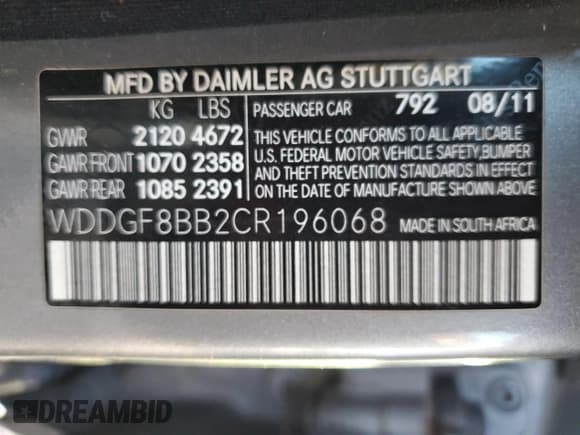 MFD BY DAIMLER AG STUTTGART
KG LBS PASSENGER CAR 792 08/11
GVWR 2120 4672 THIS VEHICLE CONFORMS TO ALL APPLICABLE
GAWR FRONT 1070 2358 U.S. FEDERAL MOTOR VEHICLE SAFETY, BUMPER,
AND THEFT PREVENTION STANDARDS IN EFFECT
GAWR REAR 1085 2391 ON THE DATE OF MANUFACTURE SHOWN ABOVE.
WDDGF8BB2CR196068 MADE IN SOUTH AFRICA
DREAMBID